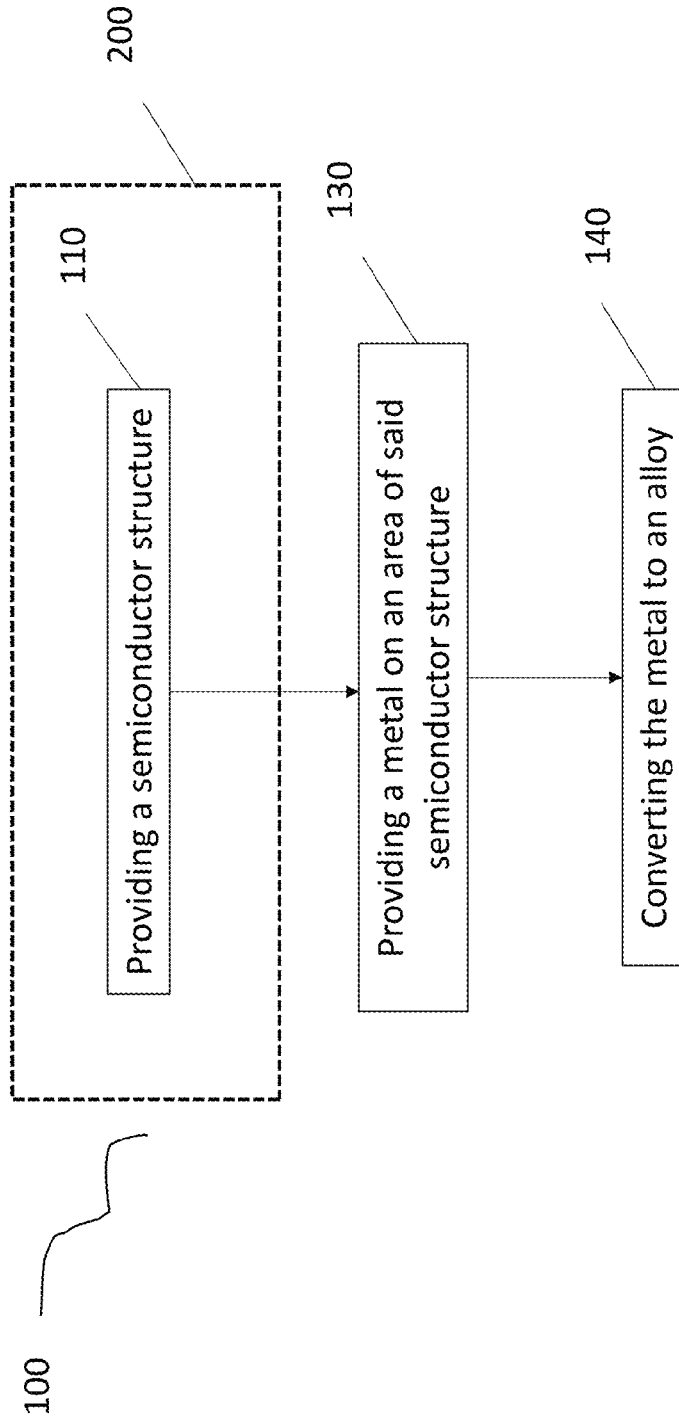 100
200
110
Providing a semiconductor structure
130
Providing a metal on an area of said
semiconductor structure
140
Converting the metal to an alloy